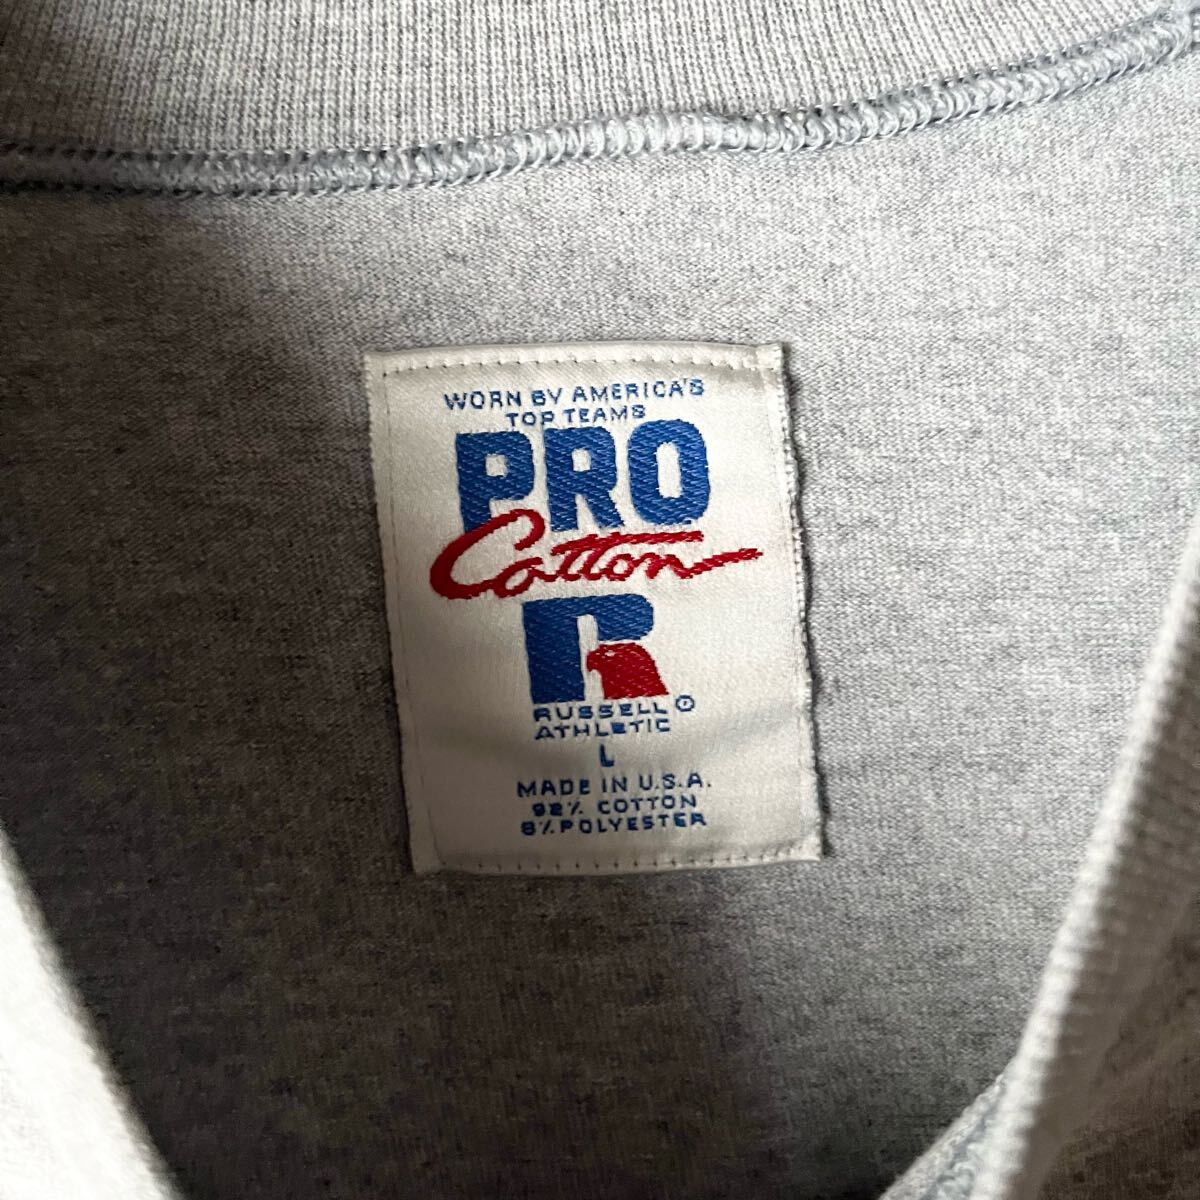 WORN BY AMERICA'S
TOP TEAMS
PRO
Cotton
R
RUSSELL ®
ATHLETIC
L
MADE IN U.S.A.
92% COTTON
8% POLYESTER